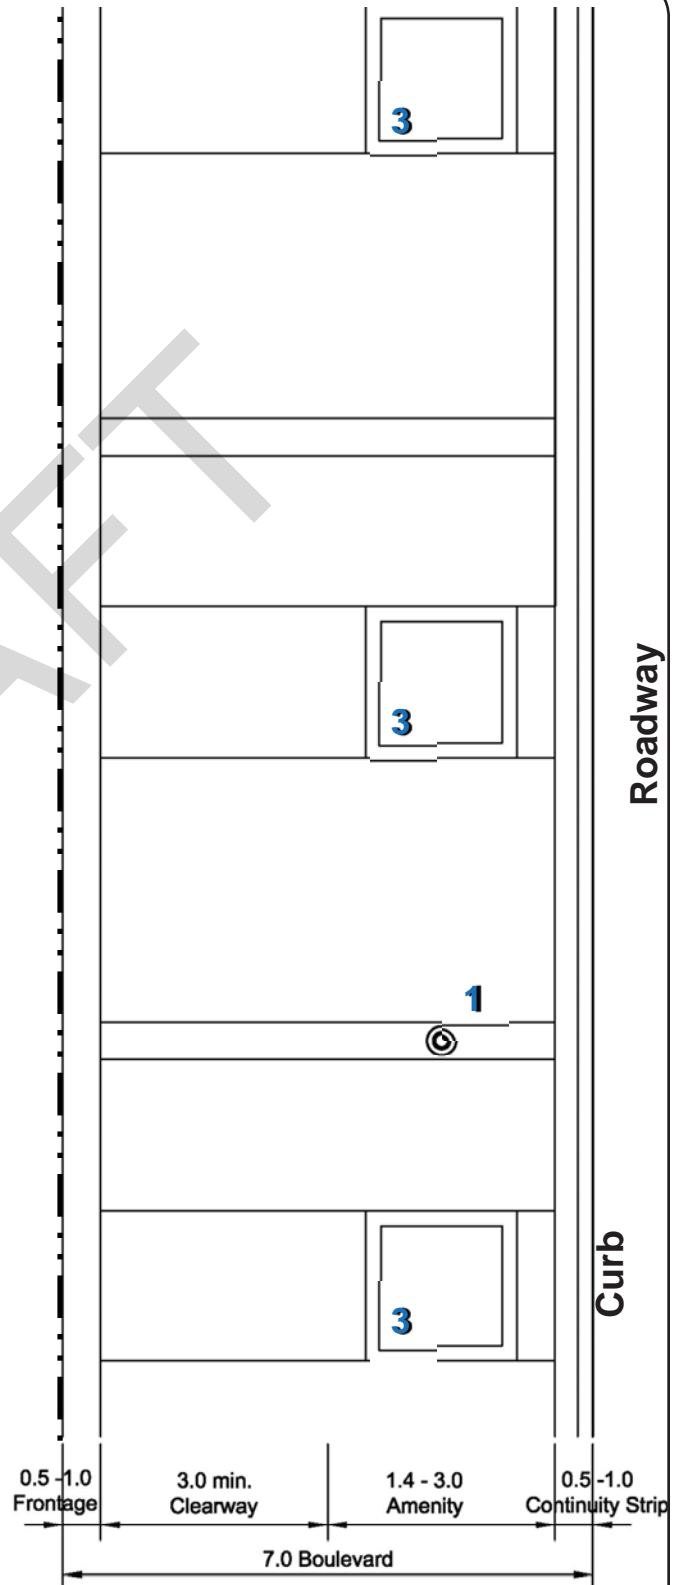 3
3
Roadway
1
Curb
3
0.5 -1.0
Frontage
3.0 min.
Clearway
1.4 - 3.0
Amenity
0.5 -1.0
Continuity Strip
7.0 Boulevard